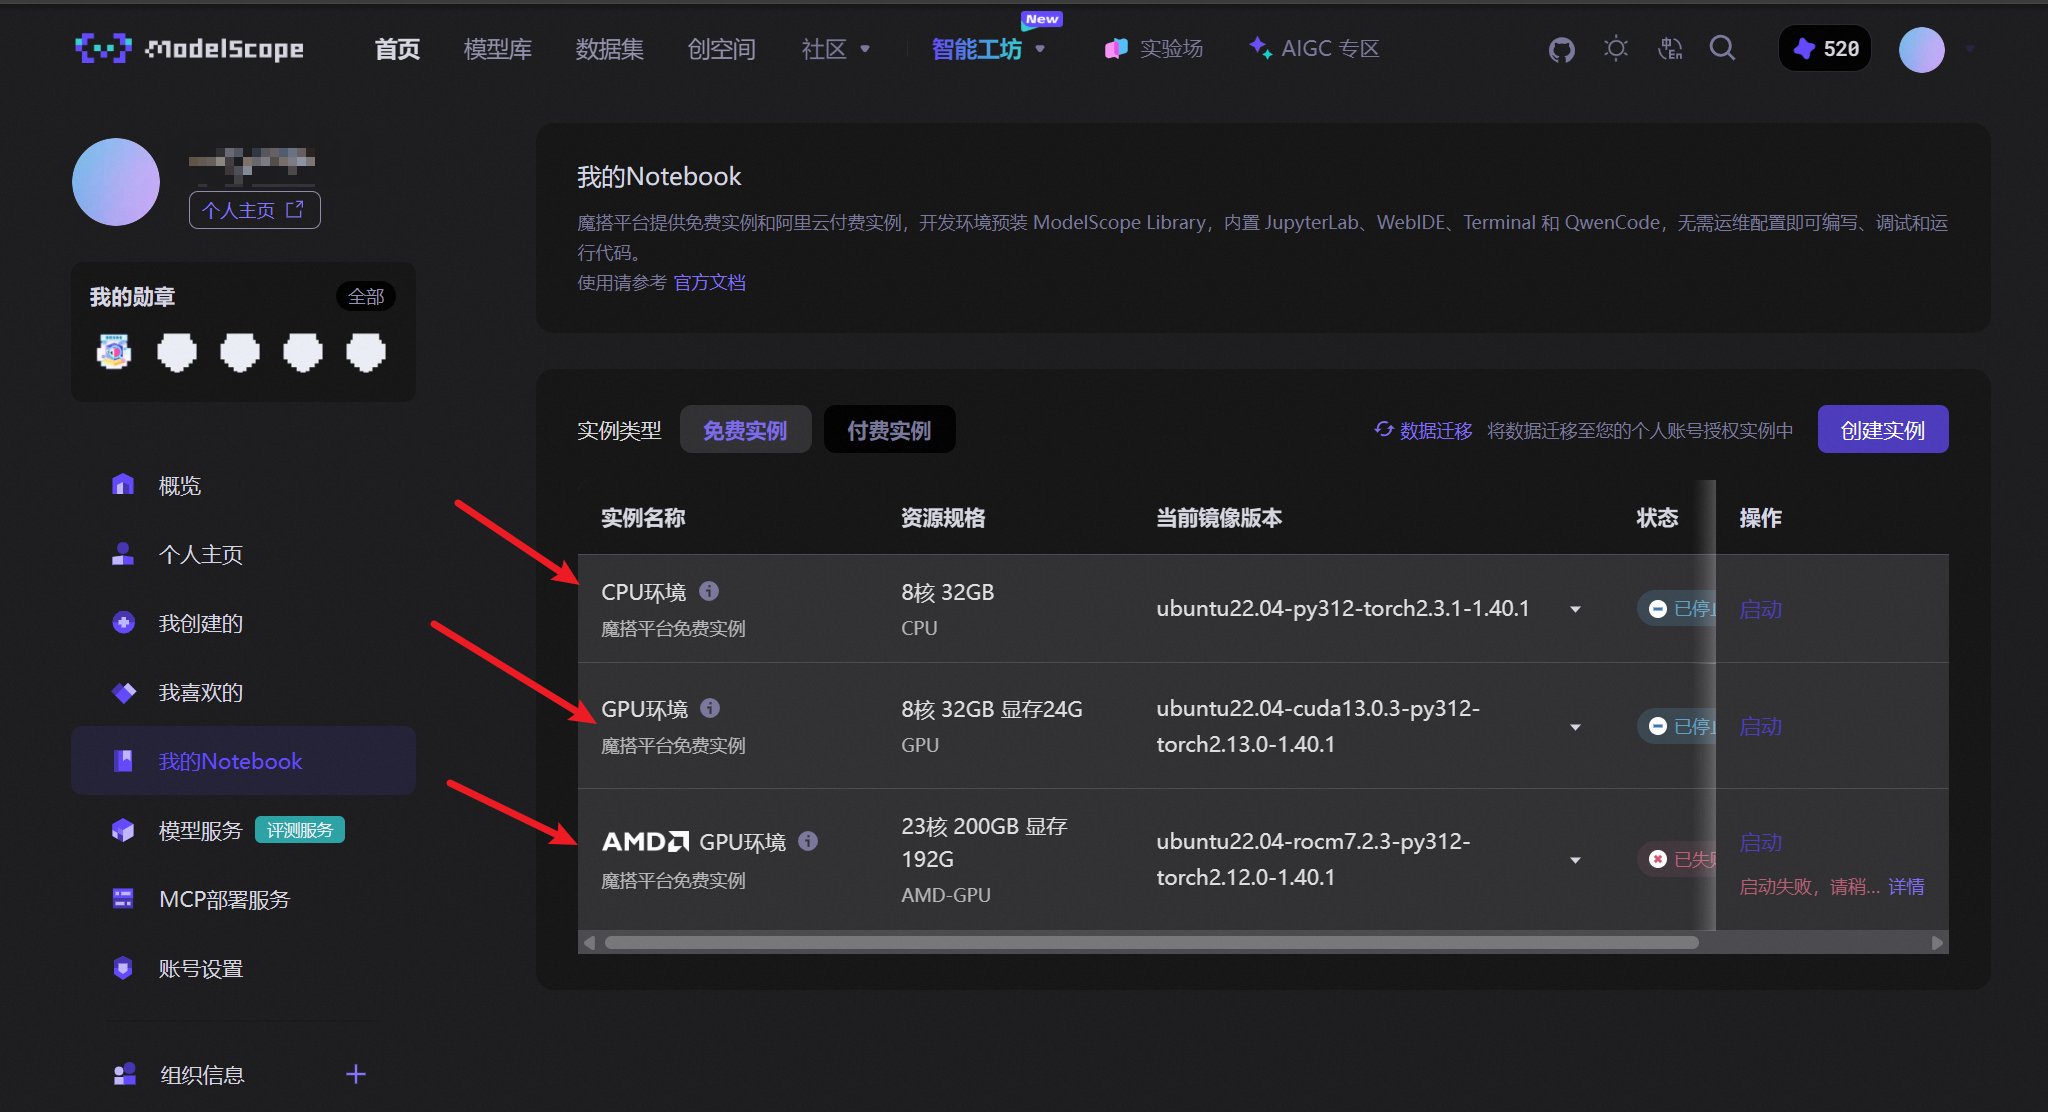 ModelScope
首页
模型库
数据集
创空间
社区
智能工坊
New
实验场
AIGC 专区
520
个人主页
我的勋章
全部
概览
个人主页
我创建的
我喜欢的
我的Notebook
模型服务 评测服务
MCP部署服务
账号设置
组织信息
我的Notebook
魔搭平台提供免费实例和阿里云付费实例，开发环境预装 ModelScope Library，内置 JupyterLab、WebIDE、Terminal 和 QwenCode，无需运维配置即可编写、调试和运
行代码。
使用请参考 官方文档
实例类型 免费实例 付费实例 数据迁移 将数据迁移至您的个人账号授权实例中 创建实例
实例名称 资源规格 当前镜像版本 状态 操作
CPU环境
魔搭平台免费实例
8核 32GB
CPU
ubuntu22.04-py312-torch2.3.1-1.40.1
已停
启动
GPU环境
魔搭平台免费实例
8核 32GB 显存24G
GPU
ubuntu22.04-cuda13.0.3-py312-
torch2.13.0-1.40.1
已停
启动
AMD GPU环境
魔搭平台免费实例
23核 200GB 显存
192G
AMD-GPU
ubuntu22.04-rocm7.2.3-py312-
torch2.12.0-1.40.1
已失
启动
启动失败，请稍... 详情